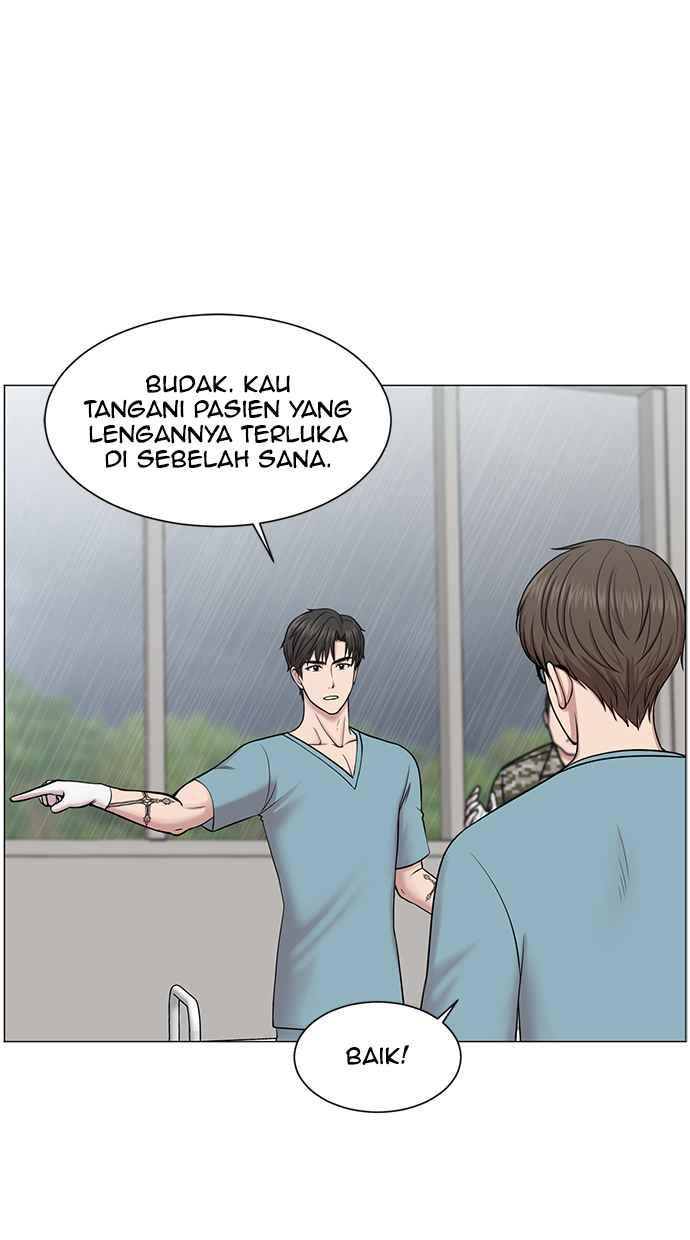 BUDAK. KAU
TANGANI PASIEN YANG
LENGANNYA TERLUKA
DI SEBELAH SANA.
BAIK!